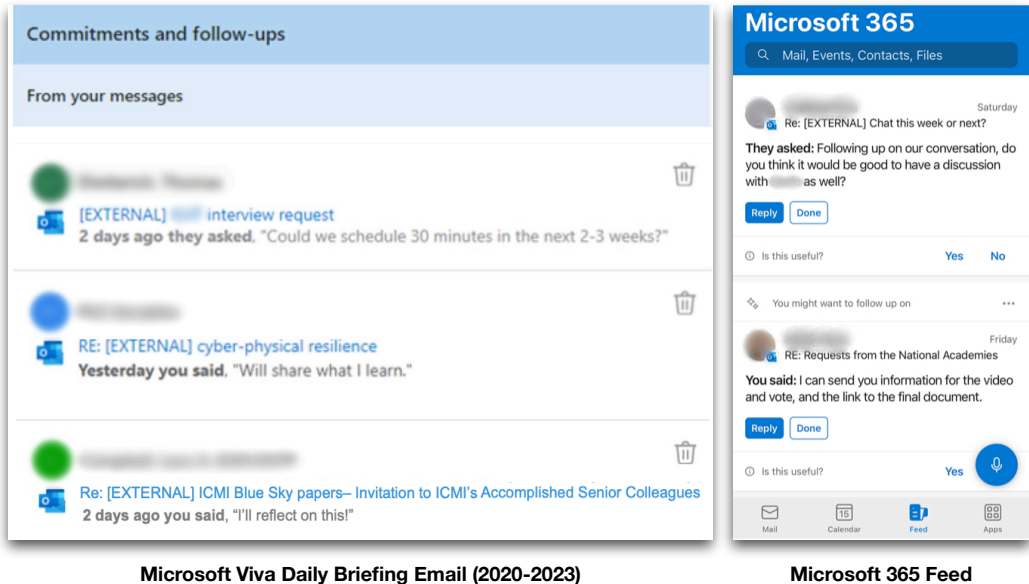 Commitments and follow-ups
From your messages
[EXTERNAL] interview request
2 days ago they asked, "Could we schedule 30 minutes in the next 2-3 weeks?"
RE: [EXTERNAL] cyber-physical resilience
Yesterday you said, "Will share what I learn."
Re: [EXTERNAL] ICMI Blue Sky papers– Invitation to ICMI's Accomplished Senior Colleagues
2 days ago you said, “I’ll reflect on this!”
Microsoft Viva Daily Briefing Email (2020-2023)
Microsoft 365
Mail, Events, Contacts, Files
Saturday
Re: [EXTERNAL] Chat this week or next?
They asked: Following up on our conversation, do
you think it would be good to have a discussion
with as well?
Reply Done
Is this useful? Yes No
You might want to follow up on
Friday
RE: Requests from the National Academies
You said: I can send you information for the video
and vote, and the link to the final document.
Reply Done
Is this useful? Yes
15
Mail Calendar Feed Apps
Microsoft 365 Feed